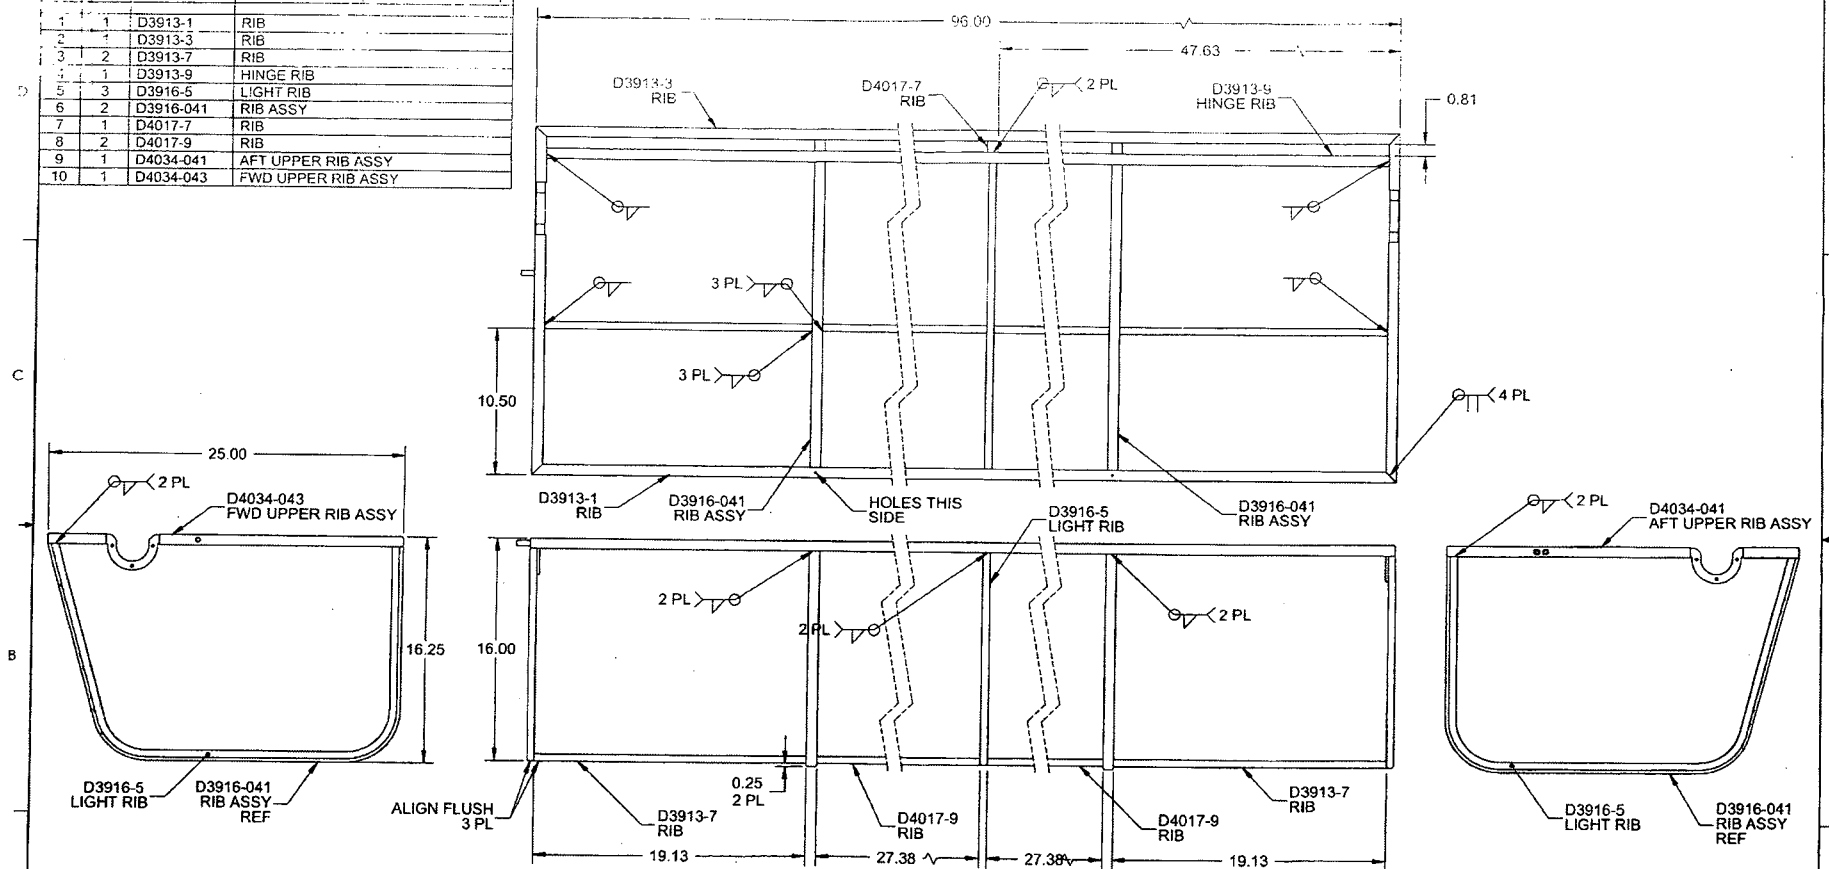 1 1 D3913-1 RIB
2 1 D3913-3 RIB
3 2 D3913-7 RIB
4 1 D3913-9 HINGE RIB
5 3 D3916-5 LIGHT RIB
6 2 D3916-041 RIB ASSY
7 1 D4017-7 RIB
8 2 D4017-9 RIB
9 1 D4034-041 AFT UPPER RIB ASSY
10 1 D4034-043 FWD UPPER RIB ASSY
96.00
47.63
D3913-3
RIB
D4017-7
RIB
2 PL
D3913-9
HINGE RIB
0.81
D
3 PL
3 PL
C
10.50
4 PL
D3913-1
RIB
D3916-041
RIB ASSY
HOLES THIS
SIDE
D3916-041
RIB ASSY
25.00
2 PL
D4034-043
FWD UPPER RIB ASSY
D3916-5
LIGHT RIB
2 PL
D4034-041
AFT UPPER RIB ASSY
16.25
16.00
2 PL
2 PL
2 PL
B
D3916-5
LIGHT RIB
D3916-041
RIB ASSY
REF
ALIGN FLUSH
3 PL
D3913-7
RIB
0.25
2 PL
D4017-9
RIB
D4017-9
RIB
D3913-7
RIB
D3916-5
LIGHT RIB
D3916-041
RIB ASSY
REF
19.13
27.38
27.38
19.13